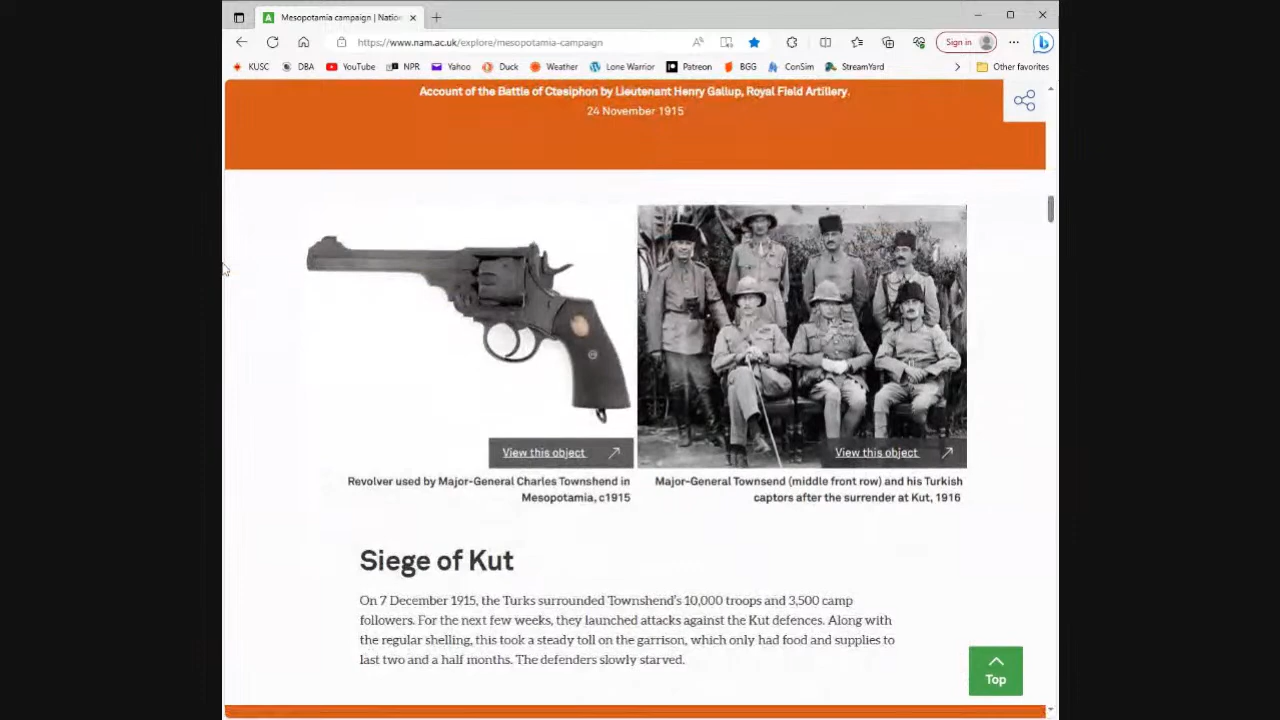 Mesopotamia campaign | Nation
https://www.nam.ac.uk/explore/mesopotamia-campaign
Sign in
KUSC DBA YouTube NPR Yahoo Duck Weather Lone Warrior Patreon BGG ConSim StreamYard Other favorites
Account of the Battle of Ctesiphon by Lieutenant Henry Gallup, Royal Field Artillery.
24 November 1915
View this object
Revolver used by Major-General Charles Townshend in
Mesopotamia, c1915
View this object
Major-General Townsend (middle front row) and his Turkish
captors after the surrender at Kut, 1916
Siege of Kut
On 7 December 1915, the Turks surrounded Townshend's 10,000 troops and 3,500 camp
followers. For the next few weeks, they launched attacks against the Kut defences. Along with
the regular shelling, this took a steady toll on the garrison, which only had food and supplies to
last two and a half months. The defenders slowly starved.
Top